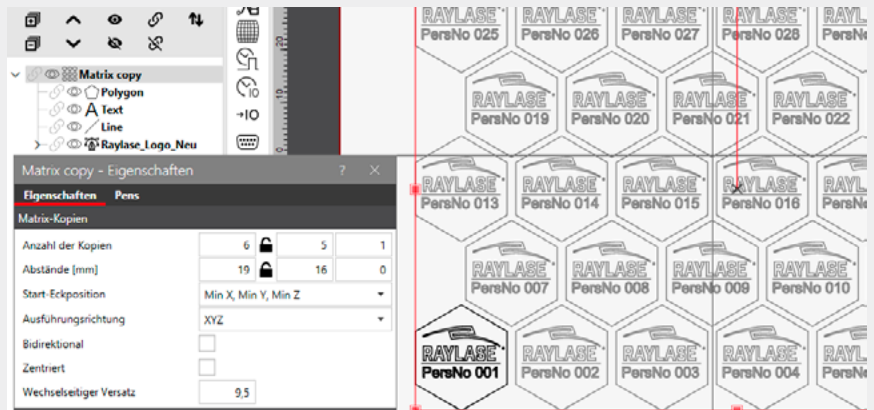 RAYLASE RAYLASE RAYLASE RAYLASE
PersNo 025 PersNo 026 PersNo 027 PersNo 028
Matrix copy
Polygon
Text
Line
Raylase_Logo_Neu
20
10
→IO
RAYLASE RAYLASE RAYLASE RAYLASE
PersNo 019 PersNo 020 PersNo 021 PersNo 022
Matrix copy - Eigenschaften ? ×
Eigenschaften Pens
Matrix-Kopien
Anzahl der Kopien 6 5 1
Abstände [mm] 19 16 0
Start-Eckposition Min X, Min Y, Min Z
Ausführungsrichtung XYZ
Bidirektional
Zentriert
Wechselseitiger Versatz 9,5
RAYLASE RAYLASE RAYLASE RAYLASE
PersNo 013 PersNo 014 PersNo 015 PersNo 016
RAYLASE RAYLASE RAYLASE RAYLASE
PersNo 007 PersNo 008 PersNo 009 PersNo 010
RAYLASE RAYLASE RAYLASE RAYLASE
PersNo 001 PersNo 002 PersNo 003 PersNo 004